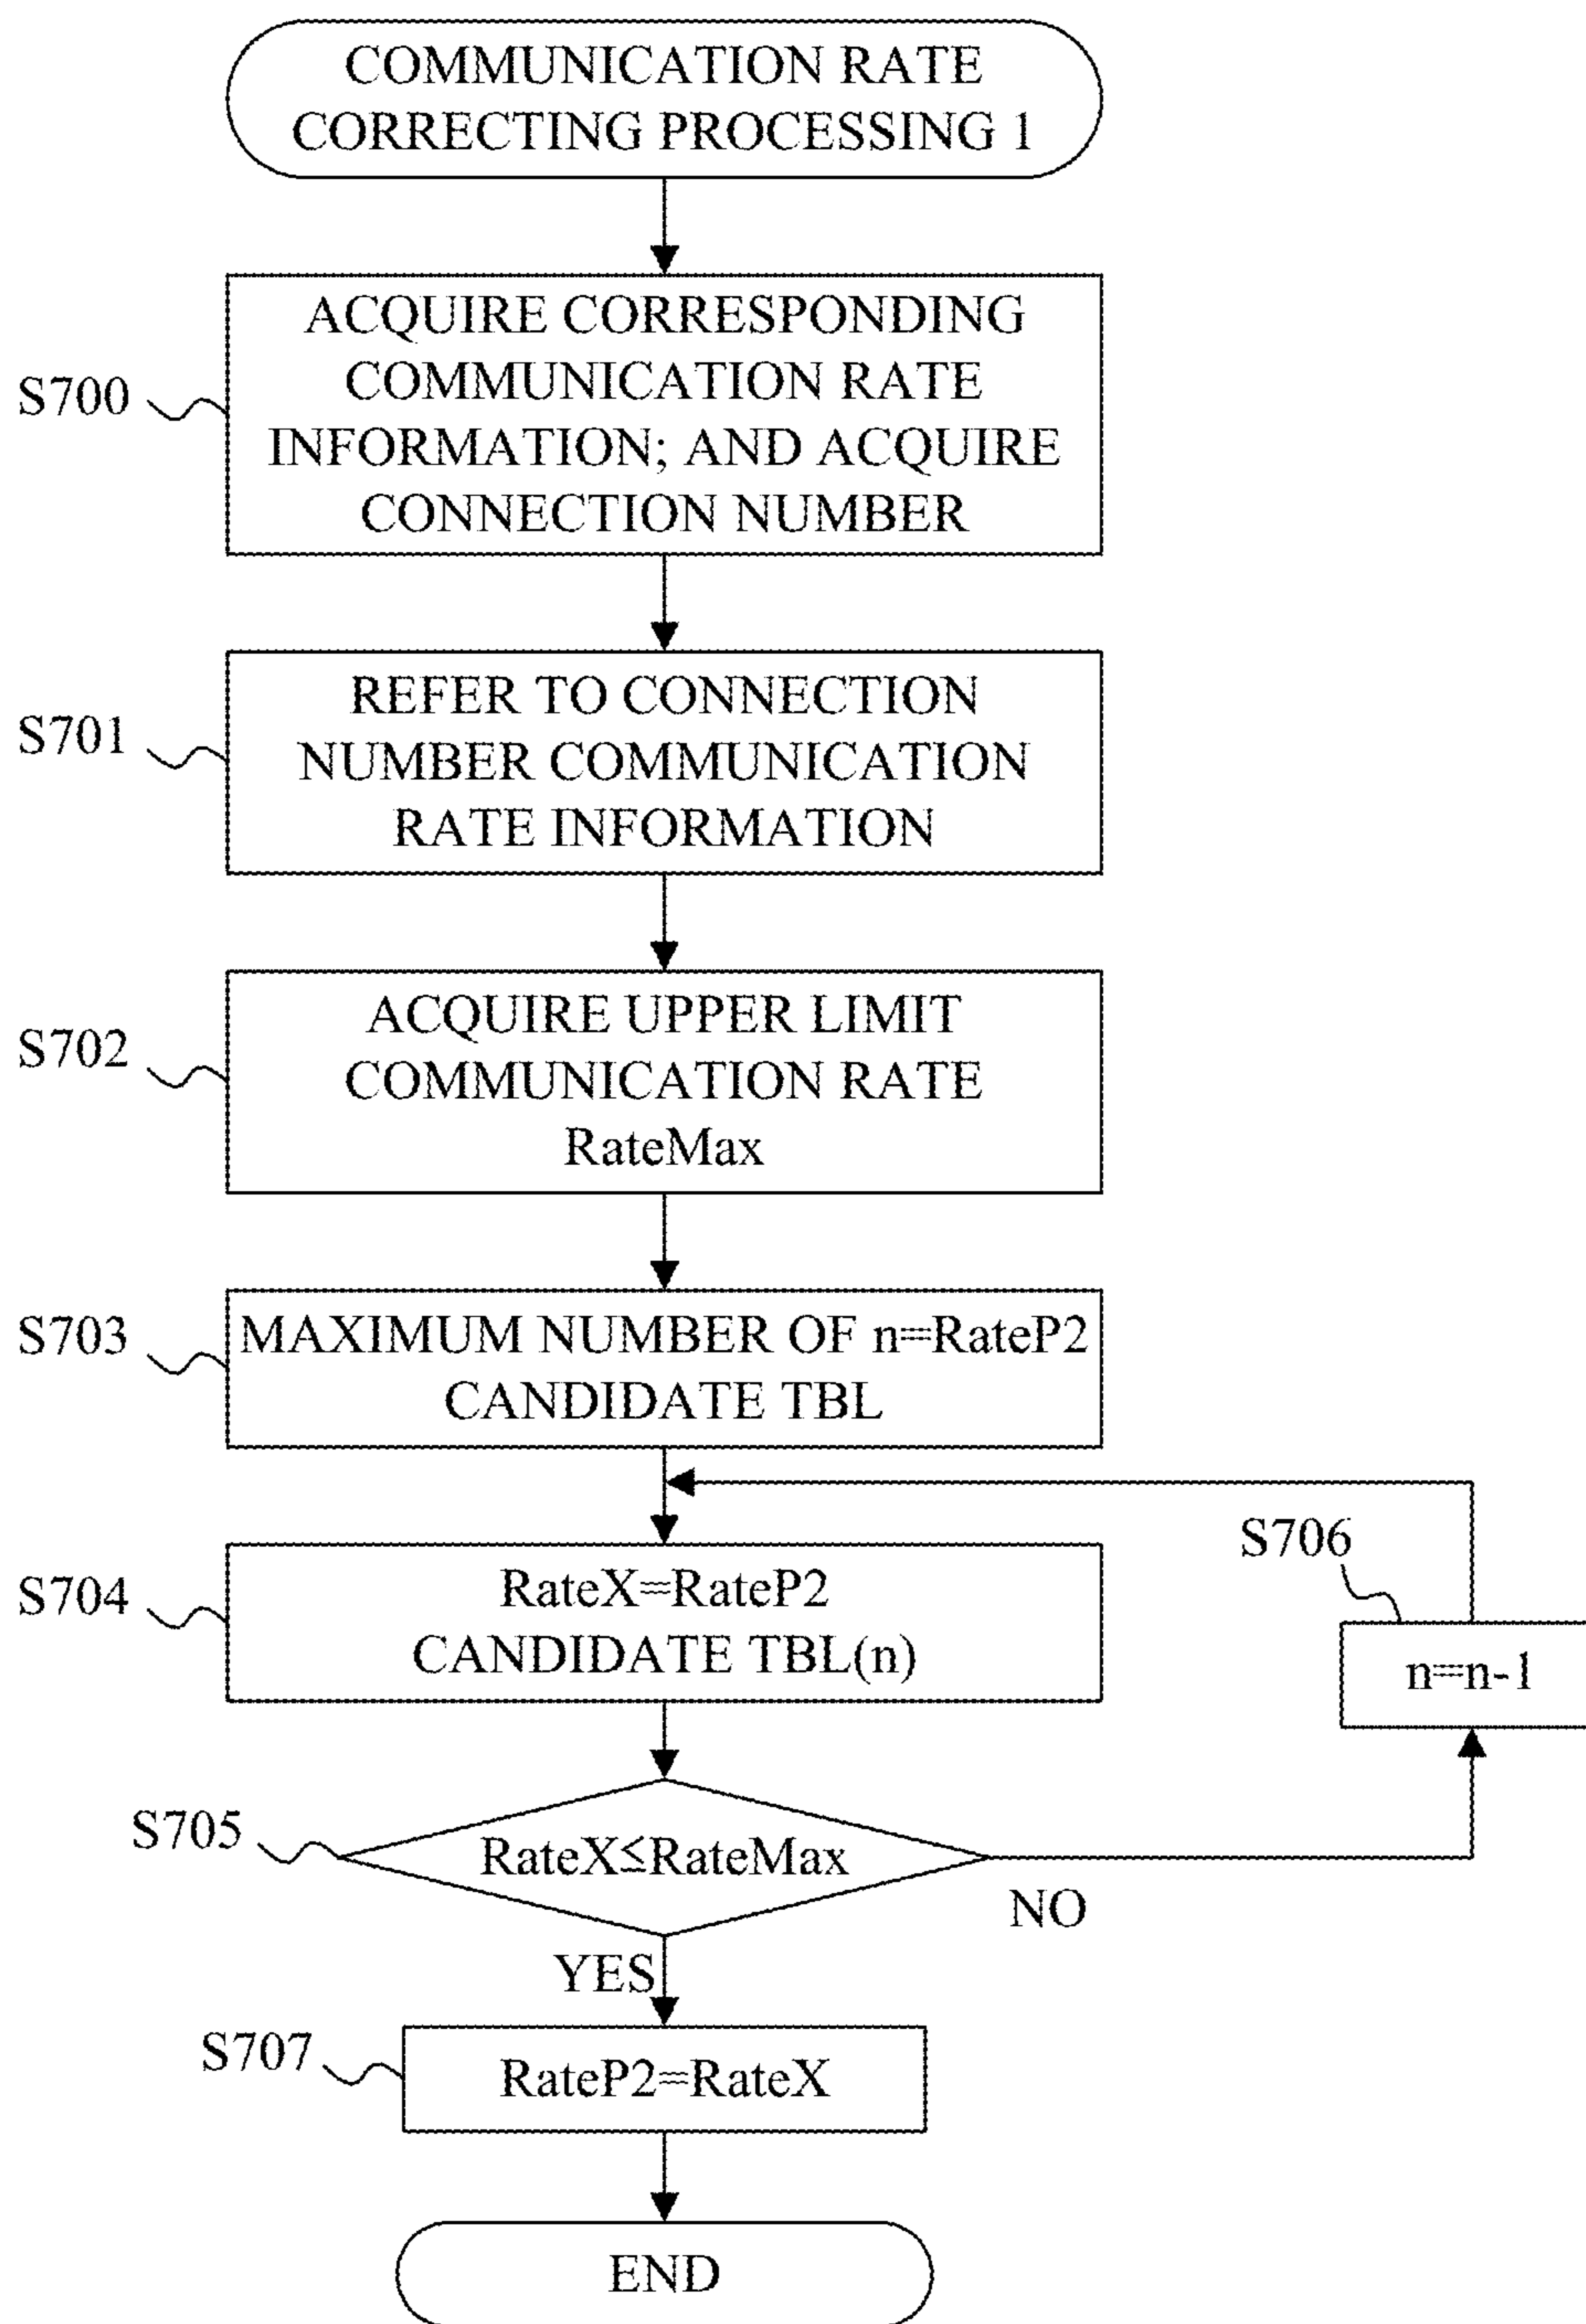 COMMUNICATION RATE
CORRECTING PROCESSING 1
S700
ACQUIRE CORRESPONDING
COMMUNICATION RATE
INFORMATION; AND ACQUIRE
CONNECTION NUMBER
S701
REFER TO CONNECTION
NUMBER COMMUNICATION
RATE INFORMATION
S702
ACQUIRE UPPER LIMIT
COMMUNICATION RATE
RateMax
S703
MAXIMUM NUMBER OF n=RateP2
CANDIDATE TBL
S704
RateX=RateP2
CANDIDATE TBL(n)
S706
n=n-1
S705
RateX≦RateMax
NO
YES
S707
RateP2=RateX
END